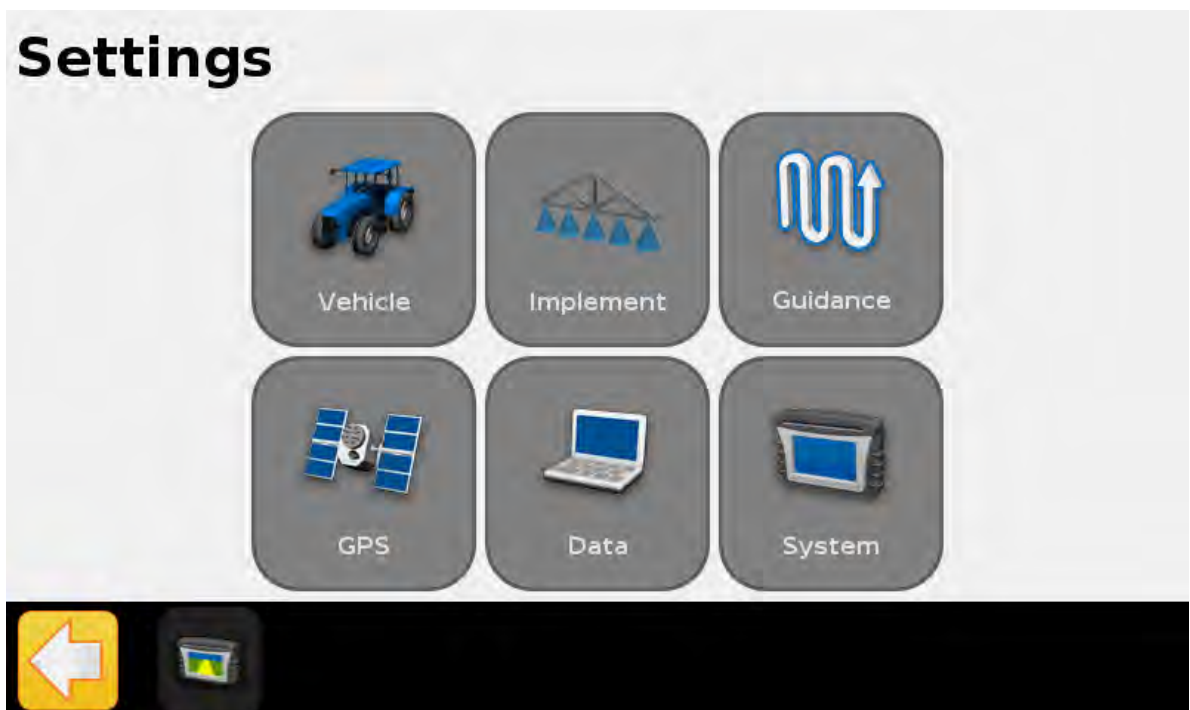 Settings
Vehicle
Implement
Guidance
GPS
Data
System